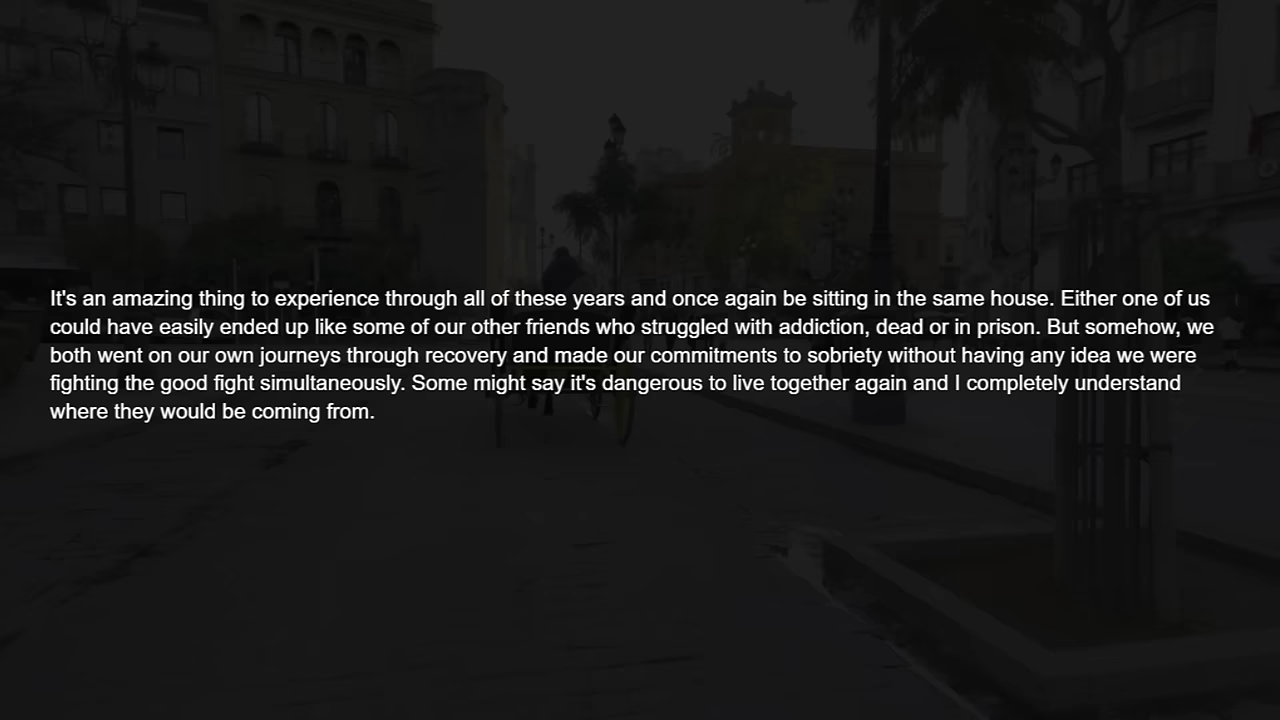 It's an amazing thing to experience through all of these years and once again be sitting in the same house. Either one of us
could have easily ended up like some of our other friends who struggled with addiction, dead or in prison. But somehow, we
both went on our own journeys through recovery and made our commitments to sobriety without having any idea we were
fighting the good fight simultaneously. Some might say it's dangerous to live together again and I completely understand
where they would be coming from.